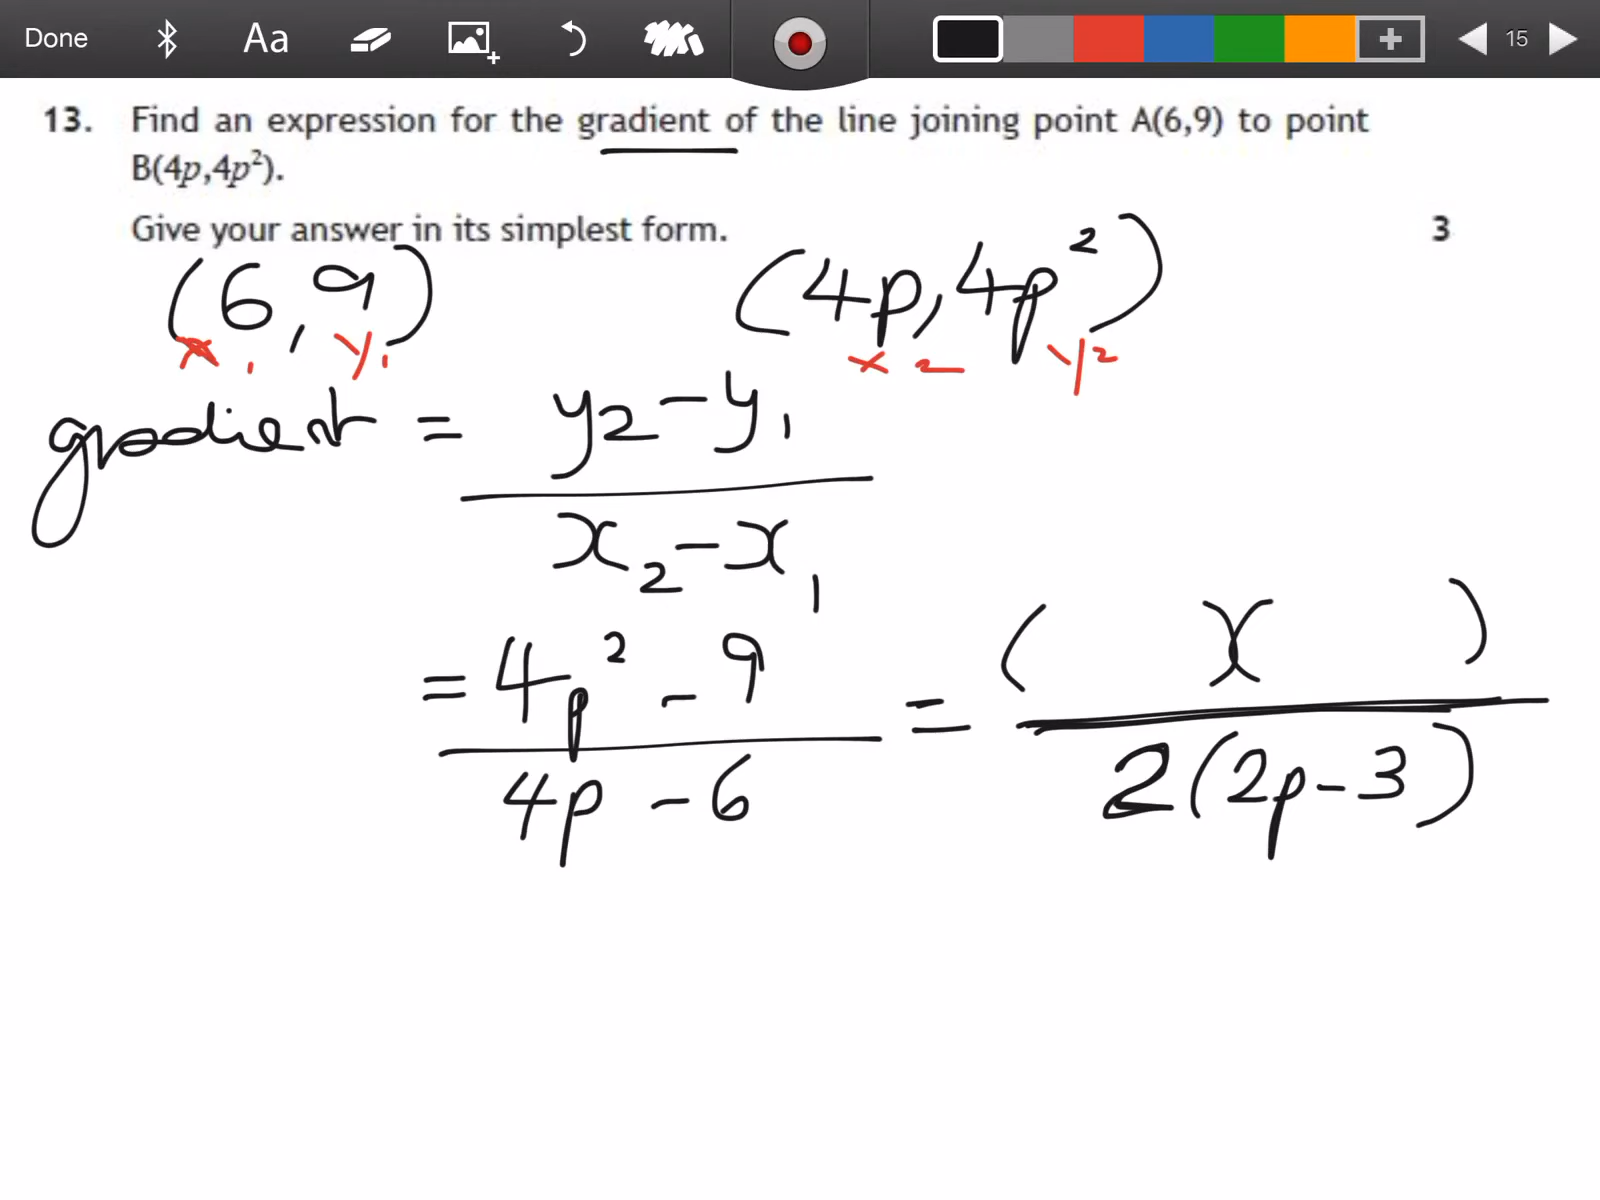 Done Aa 15
13. Find an expression for the gradient of the line joining point A(6,9) to point
B(4p,4p²).
Give your answer in its simplest form. 3
(6,9) (4p,4p²)
x₁ y₁ x₂ y₂
gradient = y₂-y₁
x₂-x₁
= 4p² - 9 = ( )( )
4p - 6 2(2p-3)